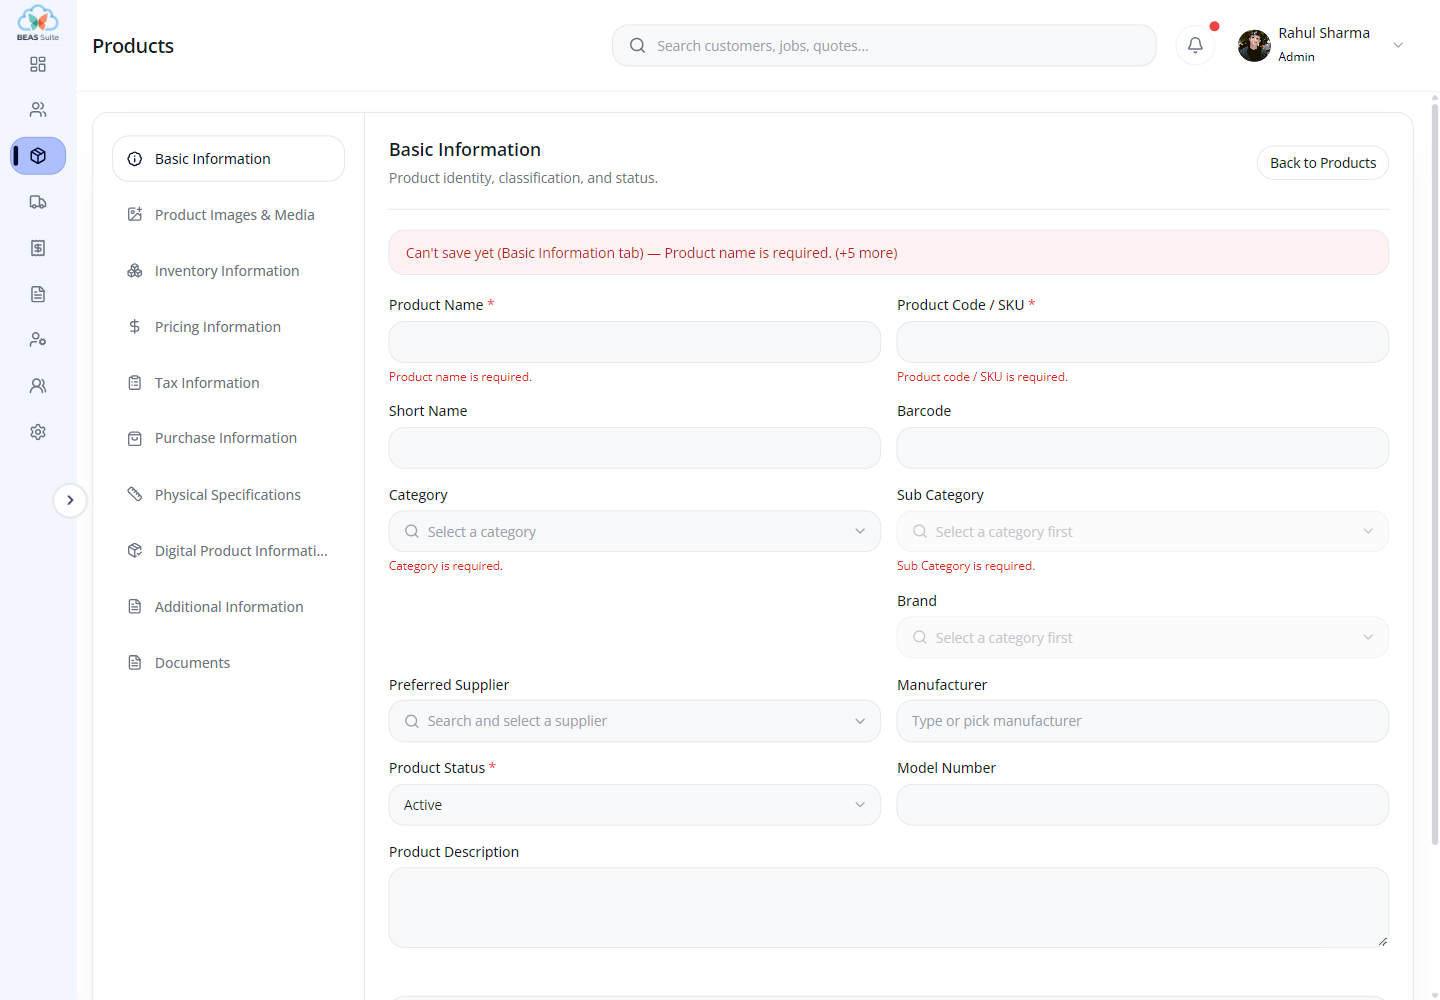 BEAS Suite
Products
Search customers, jobs, quotes...
Rahul Sharma
Admin
Basic Information
Product Images & Media
Inventory Information
Pricing Information
Tax Information
Purchase Information
Physical Specifications
Digital Product Informati...
Additional Information
Documents
Basic Information
Product identity, classification, and status.
Back to Products
Can't save yet (Basic Information tab) — Product name is required. (+5 more)
Product Name *
Product Code / SKU *
Product name is required.
Product code / SKU is required.
Short Name
Barcode
Category
Sub Category
Select a category
Select a category first
Category is required.
Sub Category is required.
Brand
Select a category first
Preferred Supplier
Manufacturer
Search and select a supplier
Type or pick manufacturer
Product Status *
Model Number
Active
Product Description